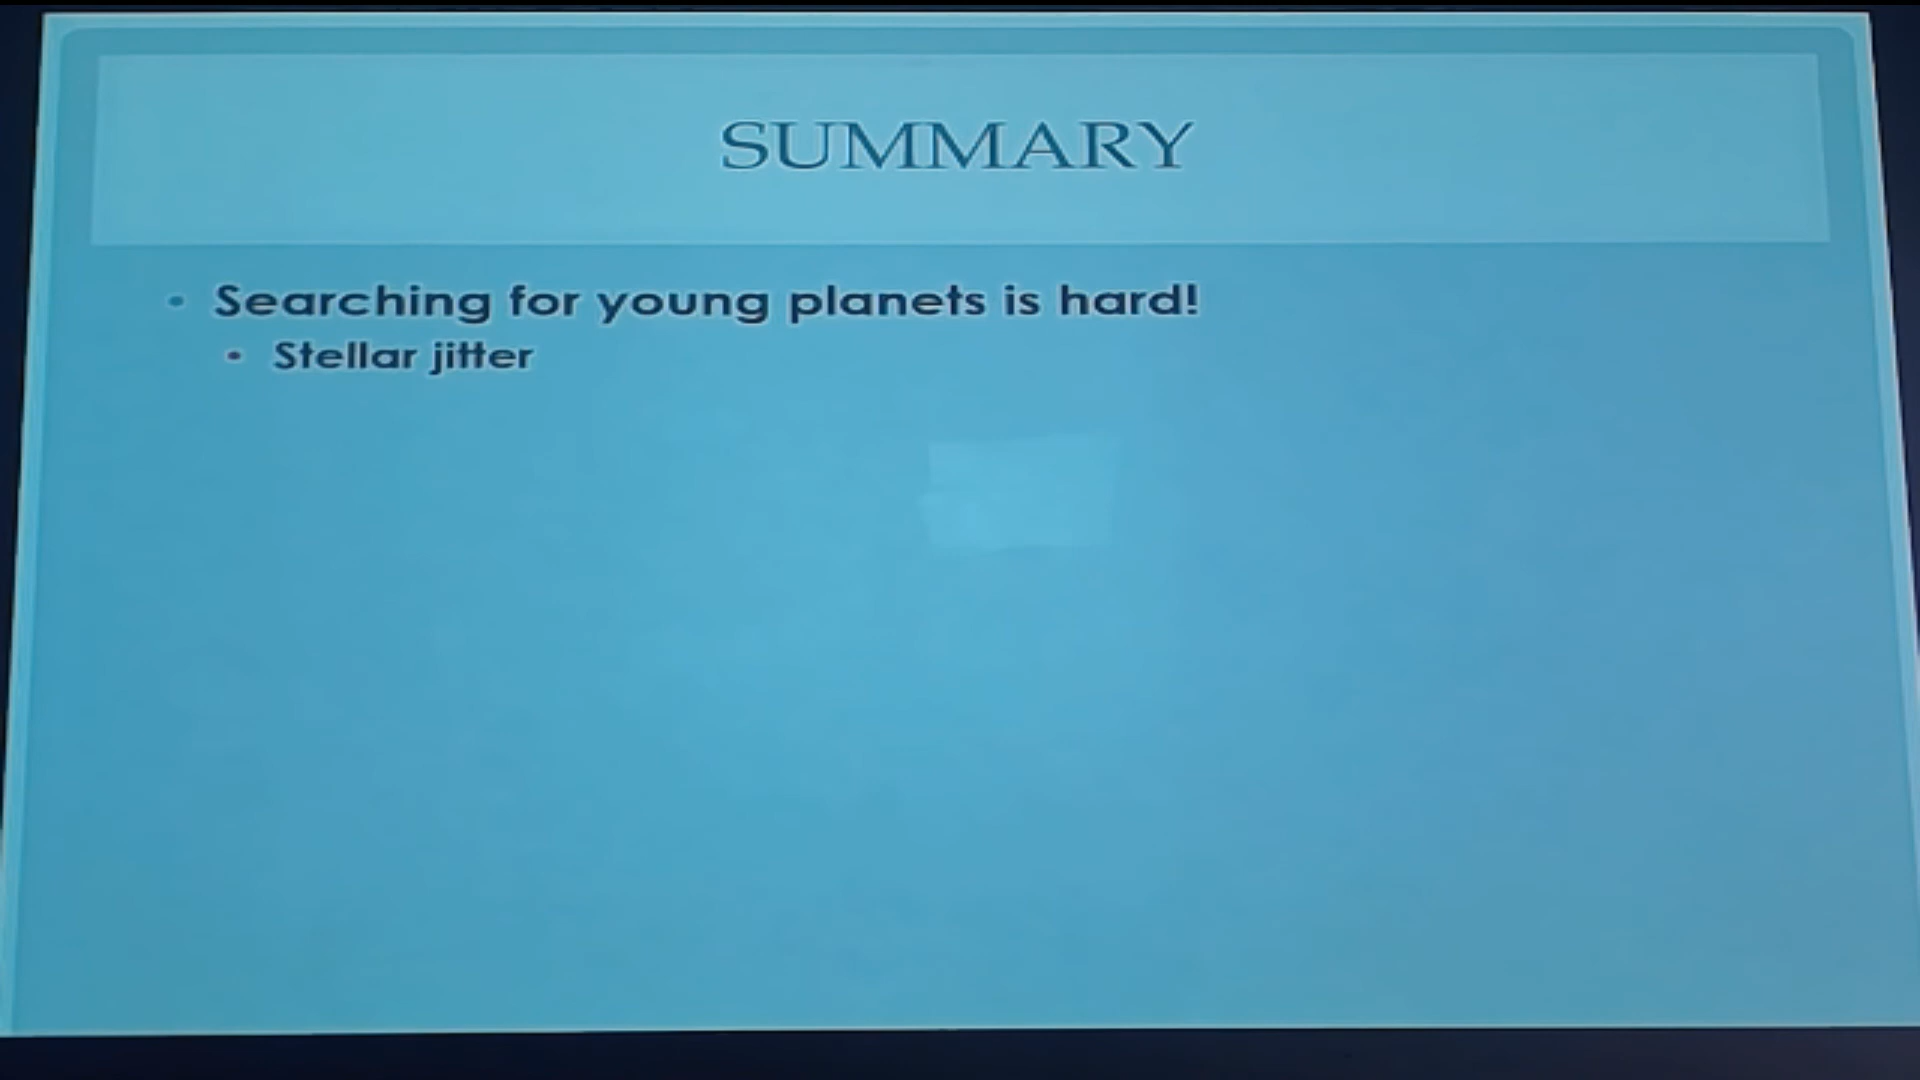 SUMMARY
• Searching for young planets is hard!
• Stellar jitter